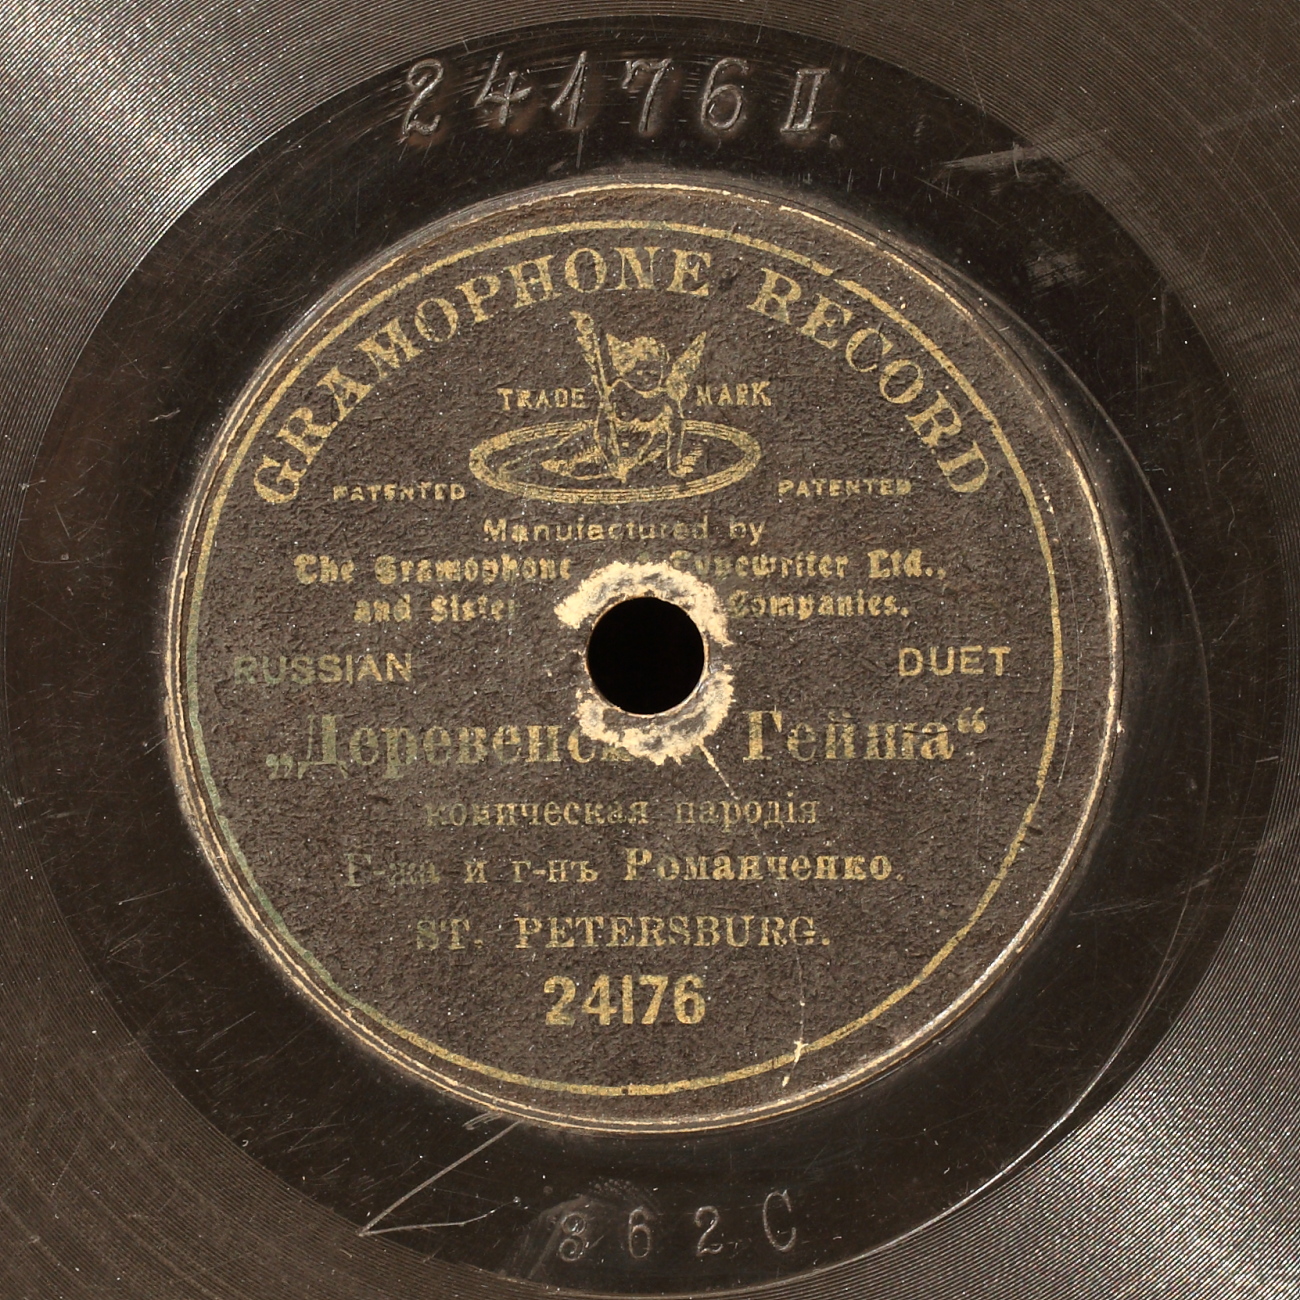 24176 II.
GRAMOPHONE RECORD
TRADE MARK
PATENTED PATENTED
Manufactured by
The Gramophone Typewriter Ltd.,
and Sister Companies.
RUSSIAN DUET
Гейша“
комическая пародія
Г-жа и г-нъ Романченко.
ST. PETERSBURG.
24176
362 C